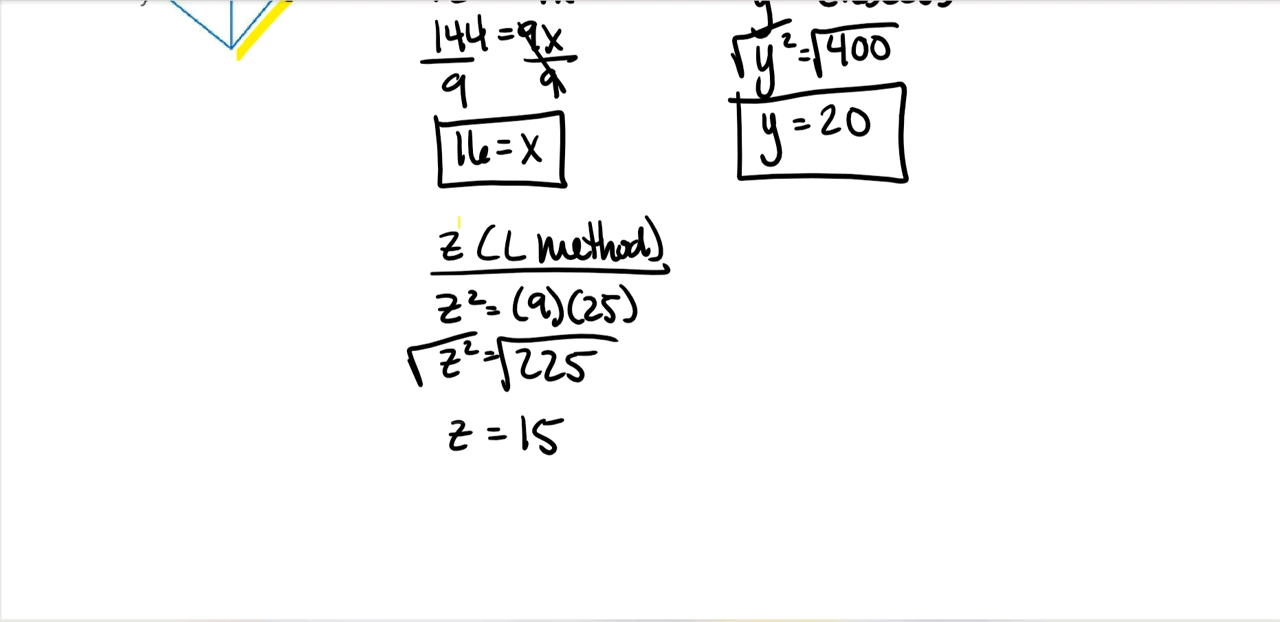 144 = 9x
9 9
16 = x
√y² = √400
y = 20
z (L method)
z² = (9)(25)
√z² = √225
z = 15